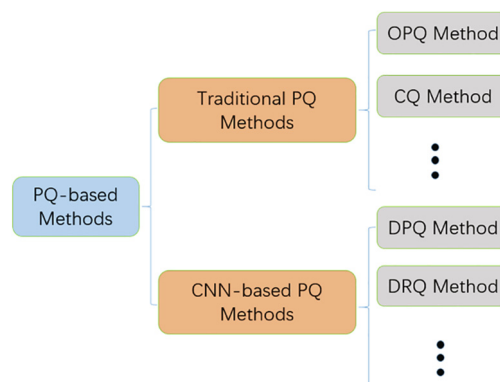 OPQ Method
Traditional PQ
Methods
CQ Method
PQ-based
Methods
DPQ Method
CNN-based PQ
Methods
DRQ Method